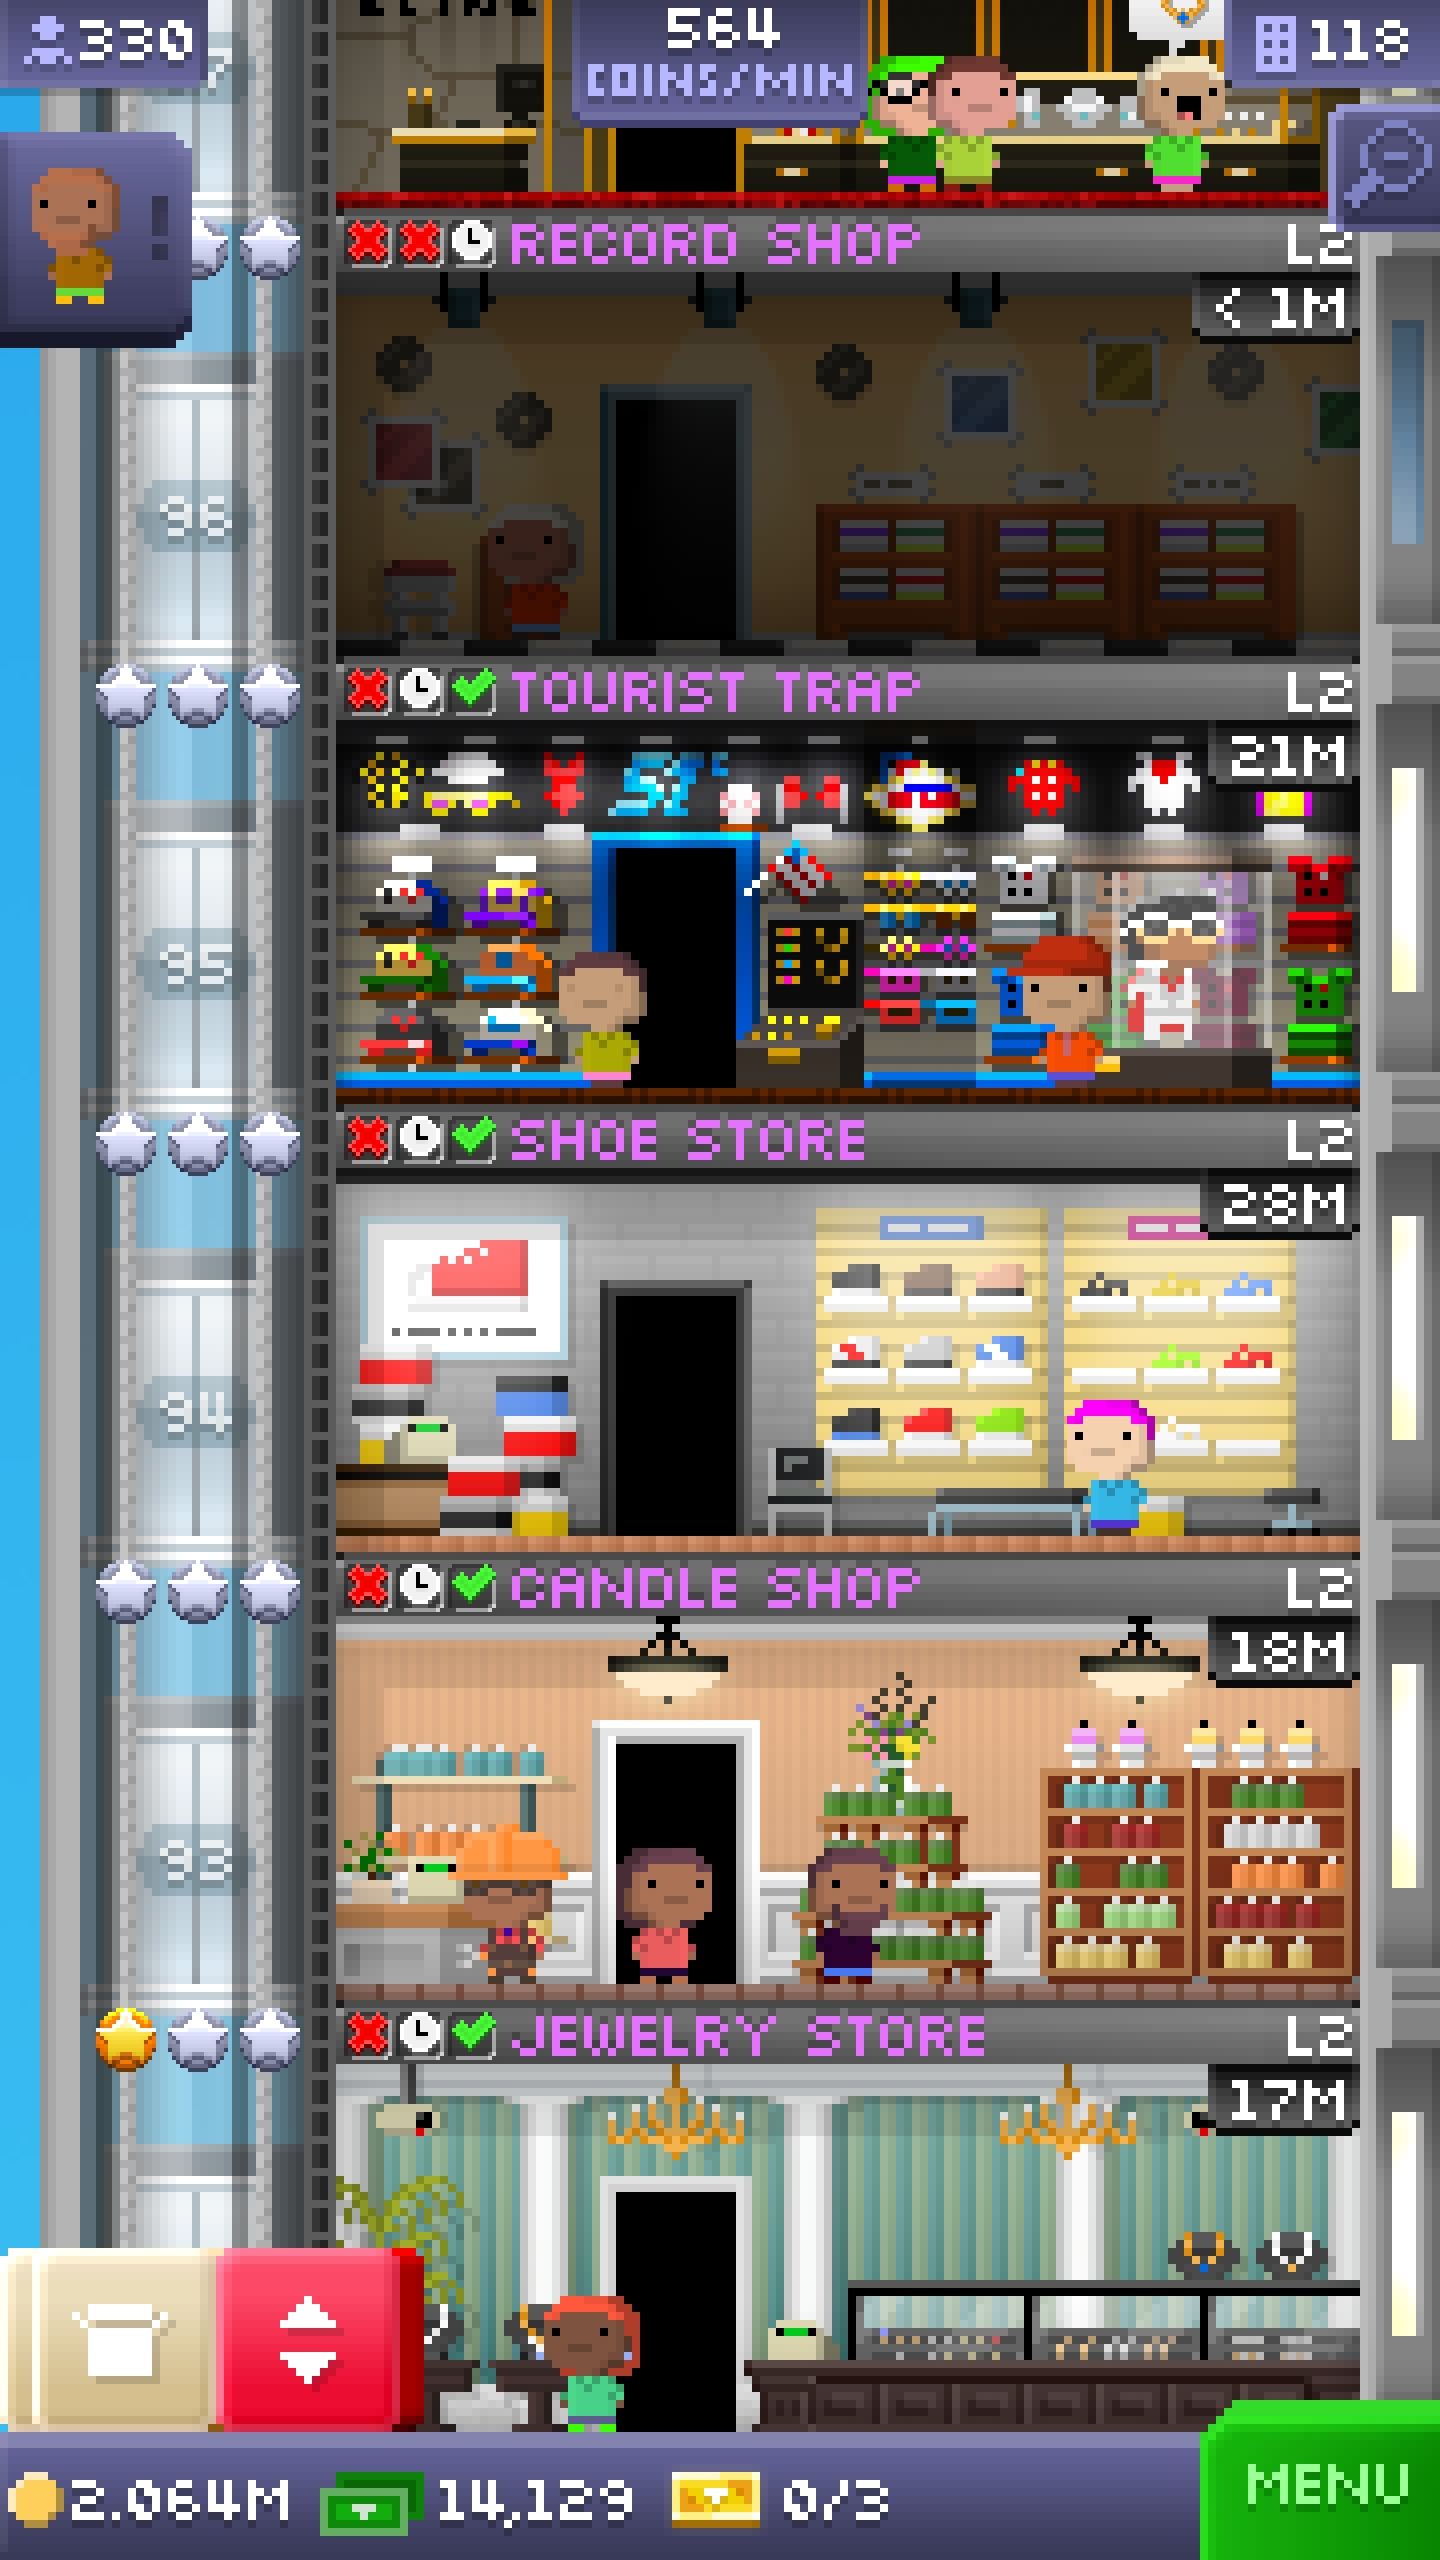 330
564
COINS/MIN
118
RECORD SHOP
L2
< 1M
96
TOURIST TRAP
L2
21M
95
SHOE STORE
L2
28M
94
CANDLE SHOP
L2
18M
93
JEWELRY STORE
L2
17M
2.064M
14,129
0/3
MENU